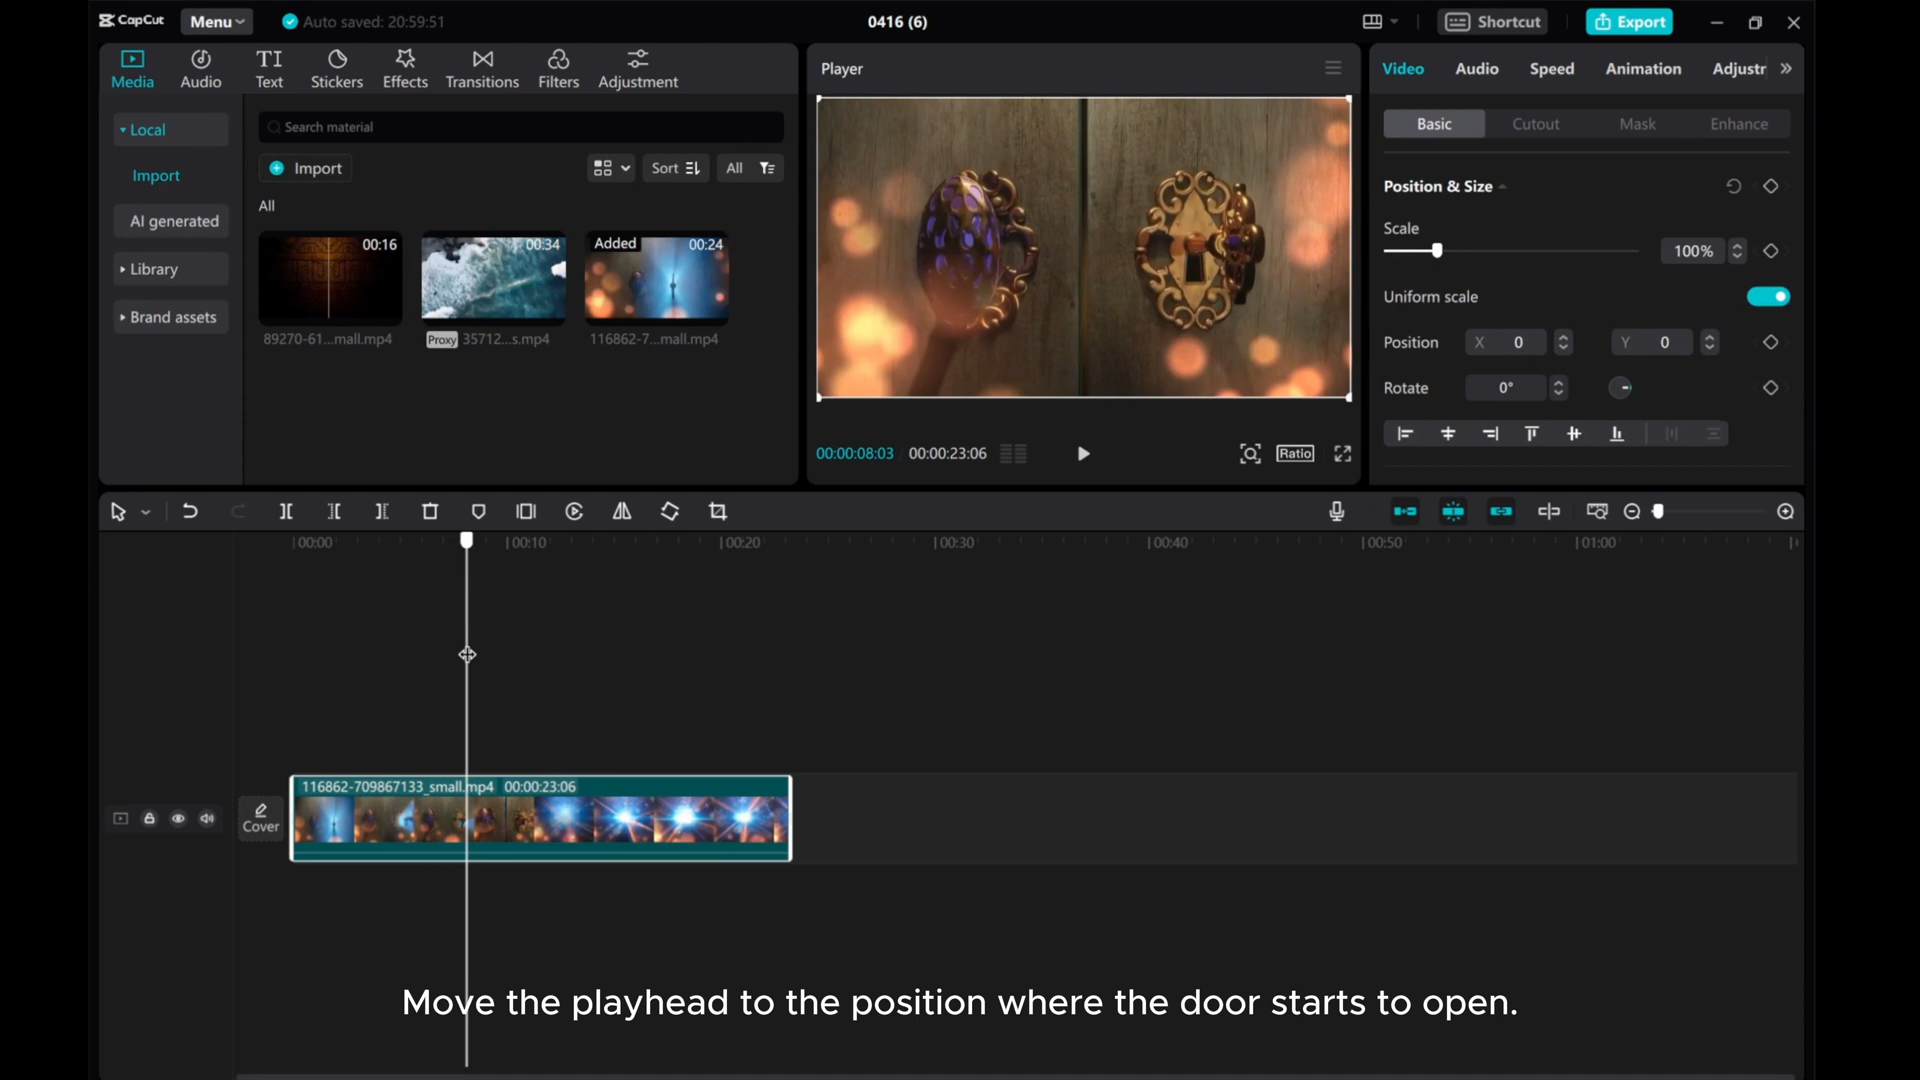 CapCut
Menu
Auto saved: 20:59:51
0416 (6)
Shortcut
Export
Media
Audio
Text
Stickers
Effects
Transitions
Filters
Adjustment
Local
Import
AI generated
Library
Brand assets
Search material
Import
Sort
All
All
00:16
00:34
Added
00:24
89270-61...mall.mp4
Proxy
35712...s.mp4
116862-7...mall.mp4
Player
00:00:08:03
00:00:23:06
Ratio
Video
Audio
Speed
Animation
Adjustr
Basic
Cutout
Mask
Enhance
Position & Size
Scale
100%
Uniform scale
Position
X 0
Y 0
Rotate
0°
00:00
00:10
00:20
00:30
00:40
00:50
01:00
116862-709867133_small.mp4 00:00:23:06
Cover
Move the playhead to the position where the door starts to open.